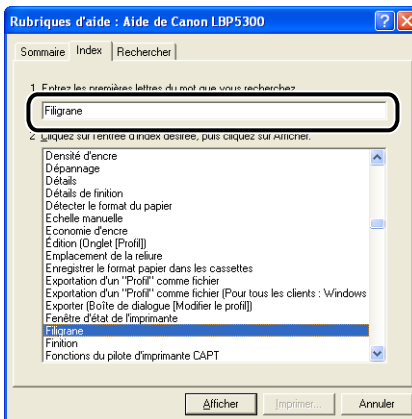 Rubriques d'aide : Aide de Canon LBP5300
Sommaire Index Rechercher
1. Entrez les premières lettres du mot que vous recherchez.
Filigrane
2. Cliquez sur l'entrée d'index désirée, puis cliquez sur Afficher.
Densité d'encre
Dépannage
Détails
Détails de finition
Détecter le format du papier
Echelle manuelle
Economie d'encre
Édition (Onglet [Profil])
Emplacement de la reliure
Enregistrer le format papier dans les cassettes
Exportation d'un "Profil" comme fichier
Exportation d'un "Profil" comme fichier (Pour tous les clients : Windows
Exporter (Boîte de dialogue [Modifier le profil])
Fenêtre d'état de l'imprimante
Filigrane
Finition
Fonctions du pilote d'imprimante CAPT
Afficher Imprimer... Annuler